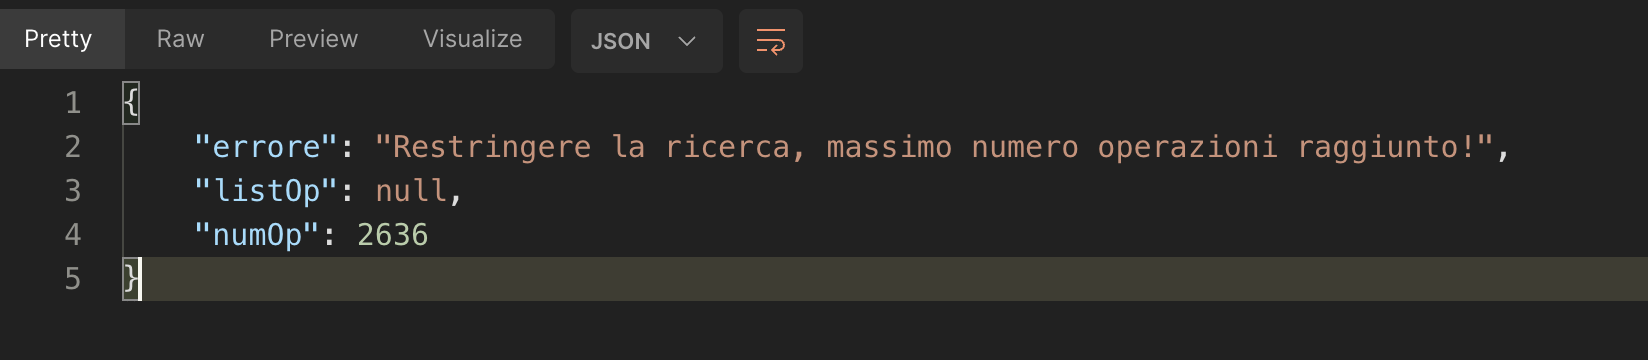 Pretty Raw Preview Visualize JSON
1 {
2 "errore": "Restringere la ricerca, massimo numero operazioni raggiunto!",
3 "listOp": null,
4 "numOp": 2636
5 }